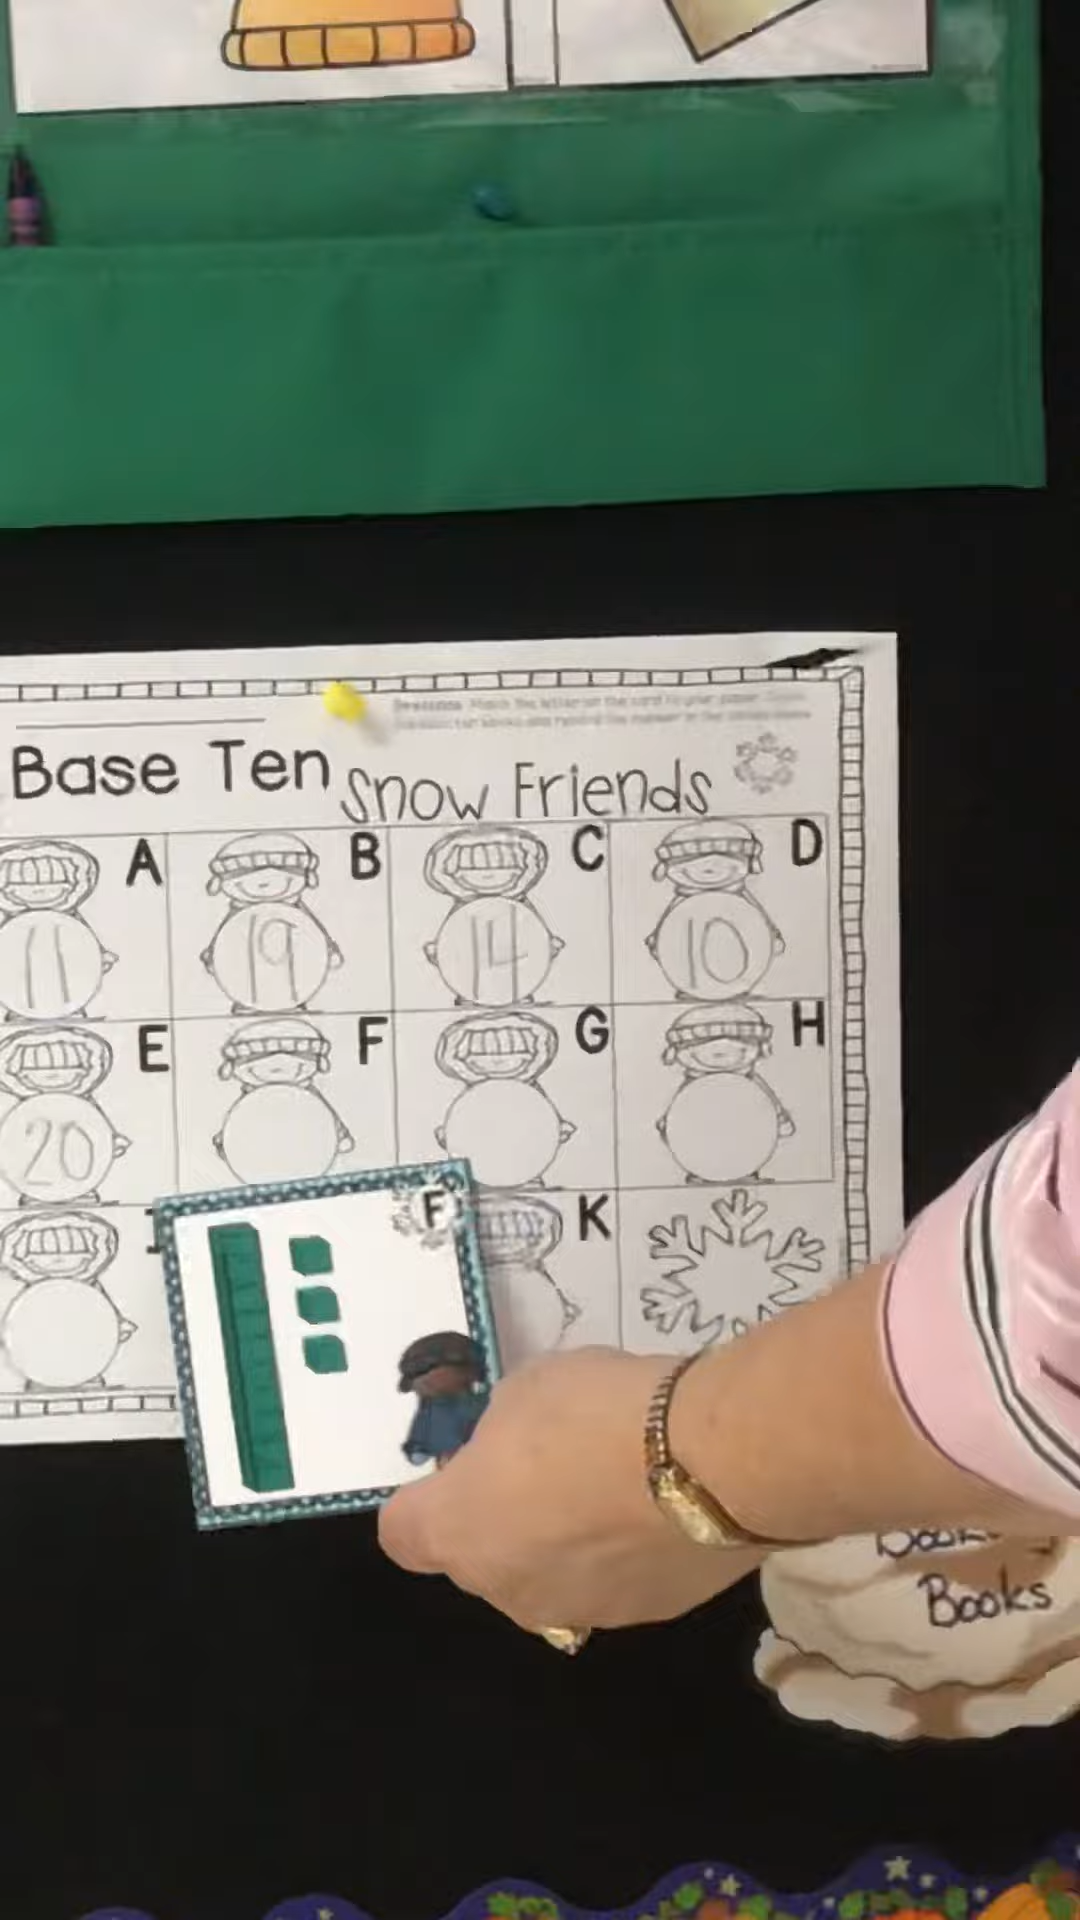 Base Ten Snow Friends
A B C D
11 19 14 10
E F G H
20
F
K
Books